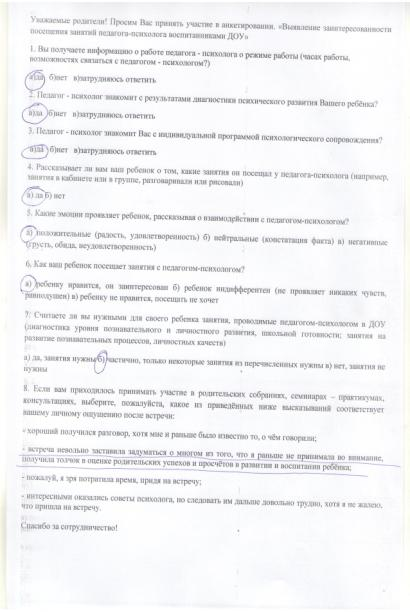 Уважаемые родители! Просим Вас принять участие в анкетировании. «Выявление заинтересованности
посещения занятий педагога-психолога воспитанниками ДОУ»
1. Вы получаете информацию о работе педагога - психолога о режиме работы (часах работы,
возможностях связаться с педагогом - психологом?)
а)да б)нет в)затрудняюсь ответить
2. Педагог - психолог знакомит с результатами диагностики психического развития Вашего ребёнка?
а)да б)нет в)затрудняюсь ответить
3. Педагог - психолог знакомит Вас с индивидуальной программой психологического сопровождения?
а)да б)нет в)затрудняюсь ответить
4. Рассказывает ли вам ваш ребенок о том, какие занятия он посещал у педагога-психолога (например,
занятия в кабинете или в группе, разговаривали или рисовали)
а) да б) нет
5. Какие эмоции проявляет ребенок, рассказывая о взаимодействии с педагогом-психологом?
а) положительные (радость, удовлетворенность) б) нейтральные (констатация факта) в) негативные
(грусть, обида, неудовлетворенность)
6. Как ваш ребенок посещает занятия с педагогом-психологом?
а) ребенку нравится, он заинтересован б) ребенок индифферентен (не проявляет никаких чувств,
равнодушен) в) ребенку не нравится, посещать не хочет
7. Считаете ли вы нужными для своего ребенка занятия, проводимые педагогом-психологом в ДОУ
(диагностика уровня познавательного и личностного развития, школьной готовности; занятия на
развитие познавательных процессов, личностных качеств)
а) да, занятия нужны б) частично, только некоторые занятия из перечисленных нужны в) нет, занятия не
нужны
8. Если вам приходилось принимать участие в родительских собраниях, семинарах – практикумах,
консультациях, выберите, пожалуйста, какое из приведённых ниже высказываний соответствует
вашему личному ощущению после встречи:
- хороший получился разговор, хотя мне и раньше было известно то, о чём говорили;
- встреча невольно заставила задуматься о многом из того, что я раньше не принимала во внимание,
получила толчок в оценке родительских успехов и просчётов в развитии и воспитании ребёнка;
- пожалуй, я зря потратила время, придя на встречу;
- интересными оказались советы психолога, но следовать им дальше довольно трудно, хотя я не жалею,
что пришла на встречу.
Спасибо за сотрудничество!